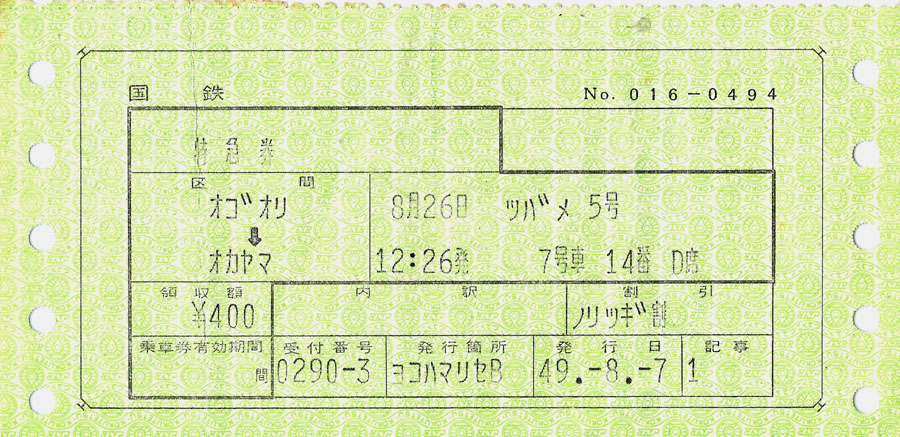 国鉄 No. 016-0494
特急券
区間
オゴオリ 8月26日 ツバメ 5号
⬇
オカヤマ 12:26発 7号車 14番 D席
領収額 内訳 割引
¥400 ノリツギ割
乗車券有効期間 受付番号 発行箇所 発行日 記事
間 0290-3 ヨコハマリセB 49.-8.-7 1